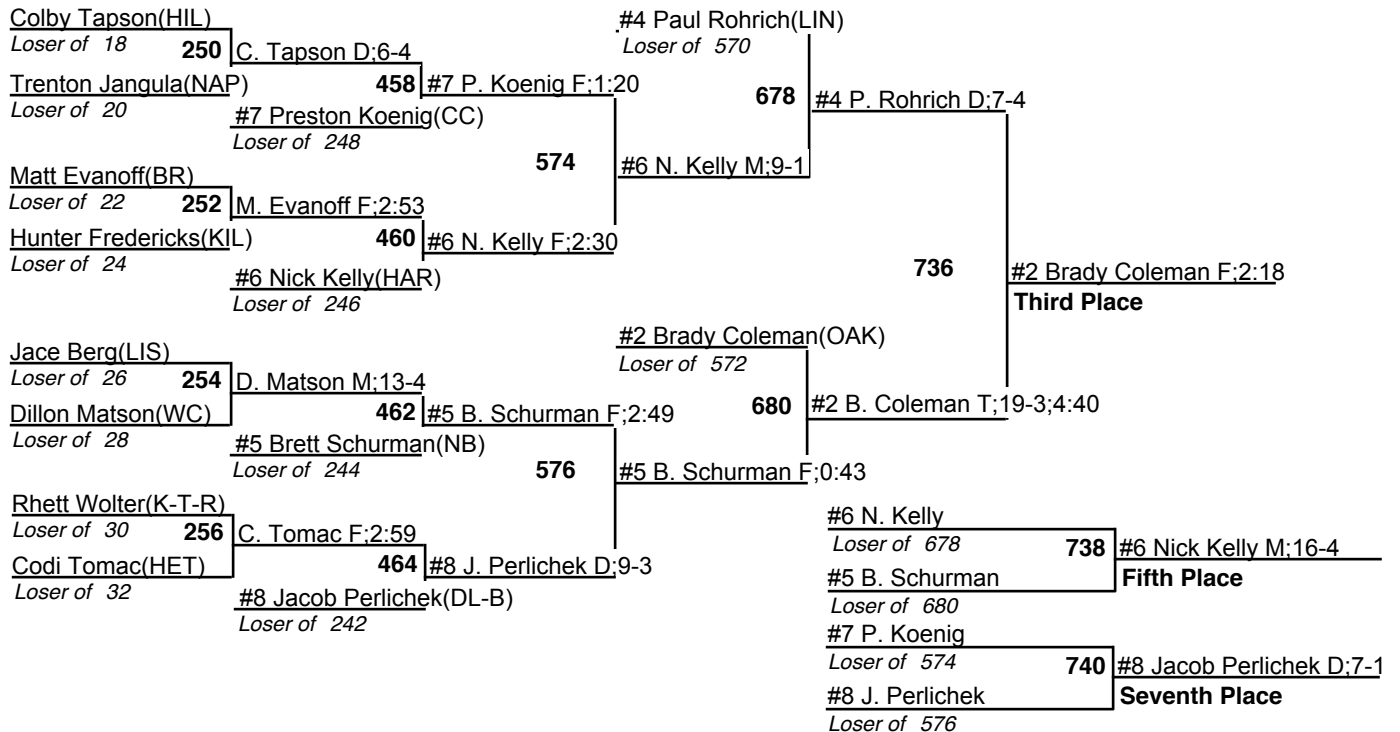 Colby Tapson(HIL)
Loser of 18
250
C. Tapson D;6-4
Trenton Jangula(NAP)
Loser of 20
458
#7 P. Koenig F;1:20
#7 Preston Koenig(CC)
Loser of 248
574
#6 N. Kelly M;9-1
Matt Evanoff(BR)
Loser of 22
252
M. Evanoff F;2:53
Hunter Fredericks(KIL)
Loser of 24
460
#6 N. Kelly F;2:30
#6 Nick Kelly(HAR)
Loser of 246
#4 Paul Rohrich(LIN)
Loser of 570
678
#4 P. Rohrich D;7-4
736
#2 Brady Coleman F;2:18
Third Place
Jace Berg(LIS)
Loser of 26
254
D. Matson M;13-4
Dillon Matson(WC)
Loser of 28
462
#5 B. Schurman F;2:49
#5 Brett Schurman(NB)
Loser of 244
576
#5 B. Schurman F;0:43
Rhett Wolter(K-T-R)
Loser of 30
256
C. Tomac F;2:59
Codi Tomac(HET)
Loser of 32
464
#8 J. Perlichek D;9-3
#8 Jacob Perlichek(DL-B)
Loser of 242
#2 Brady Coleman(OAK)
Loser of 572
680
#2 B. Coleman T;19-3;4:40
#6 N. Kelly
Loser of 678
738
#6 Nick Kelly M;16-4
Fifth Place
#5 B. Schurman
Loser of 680
#7 P. Koenig
Loser of 574
740
#8 Jacob Perlichek D;7-1
Seventh Place
#8 J. Perlichek
Loser of 576